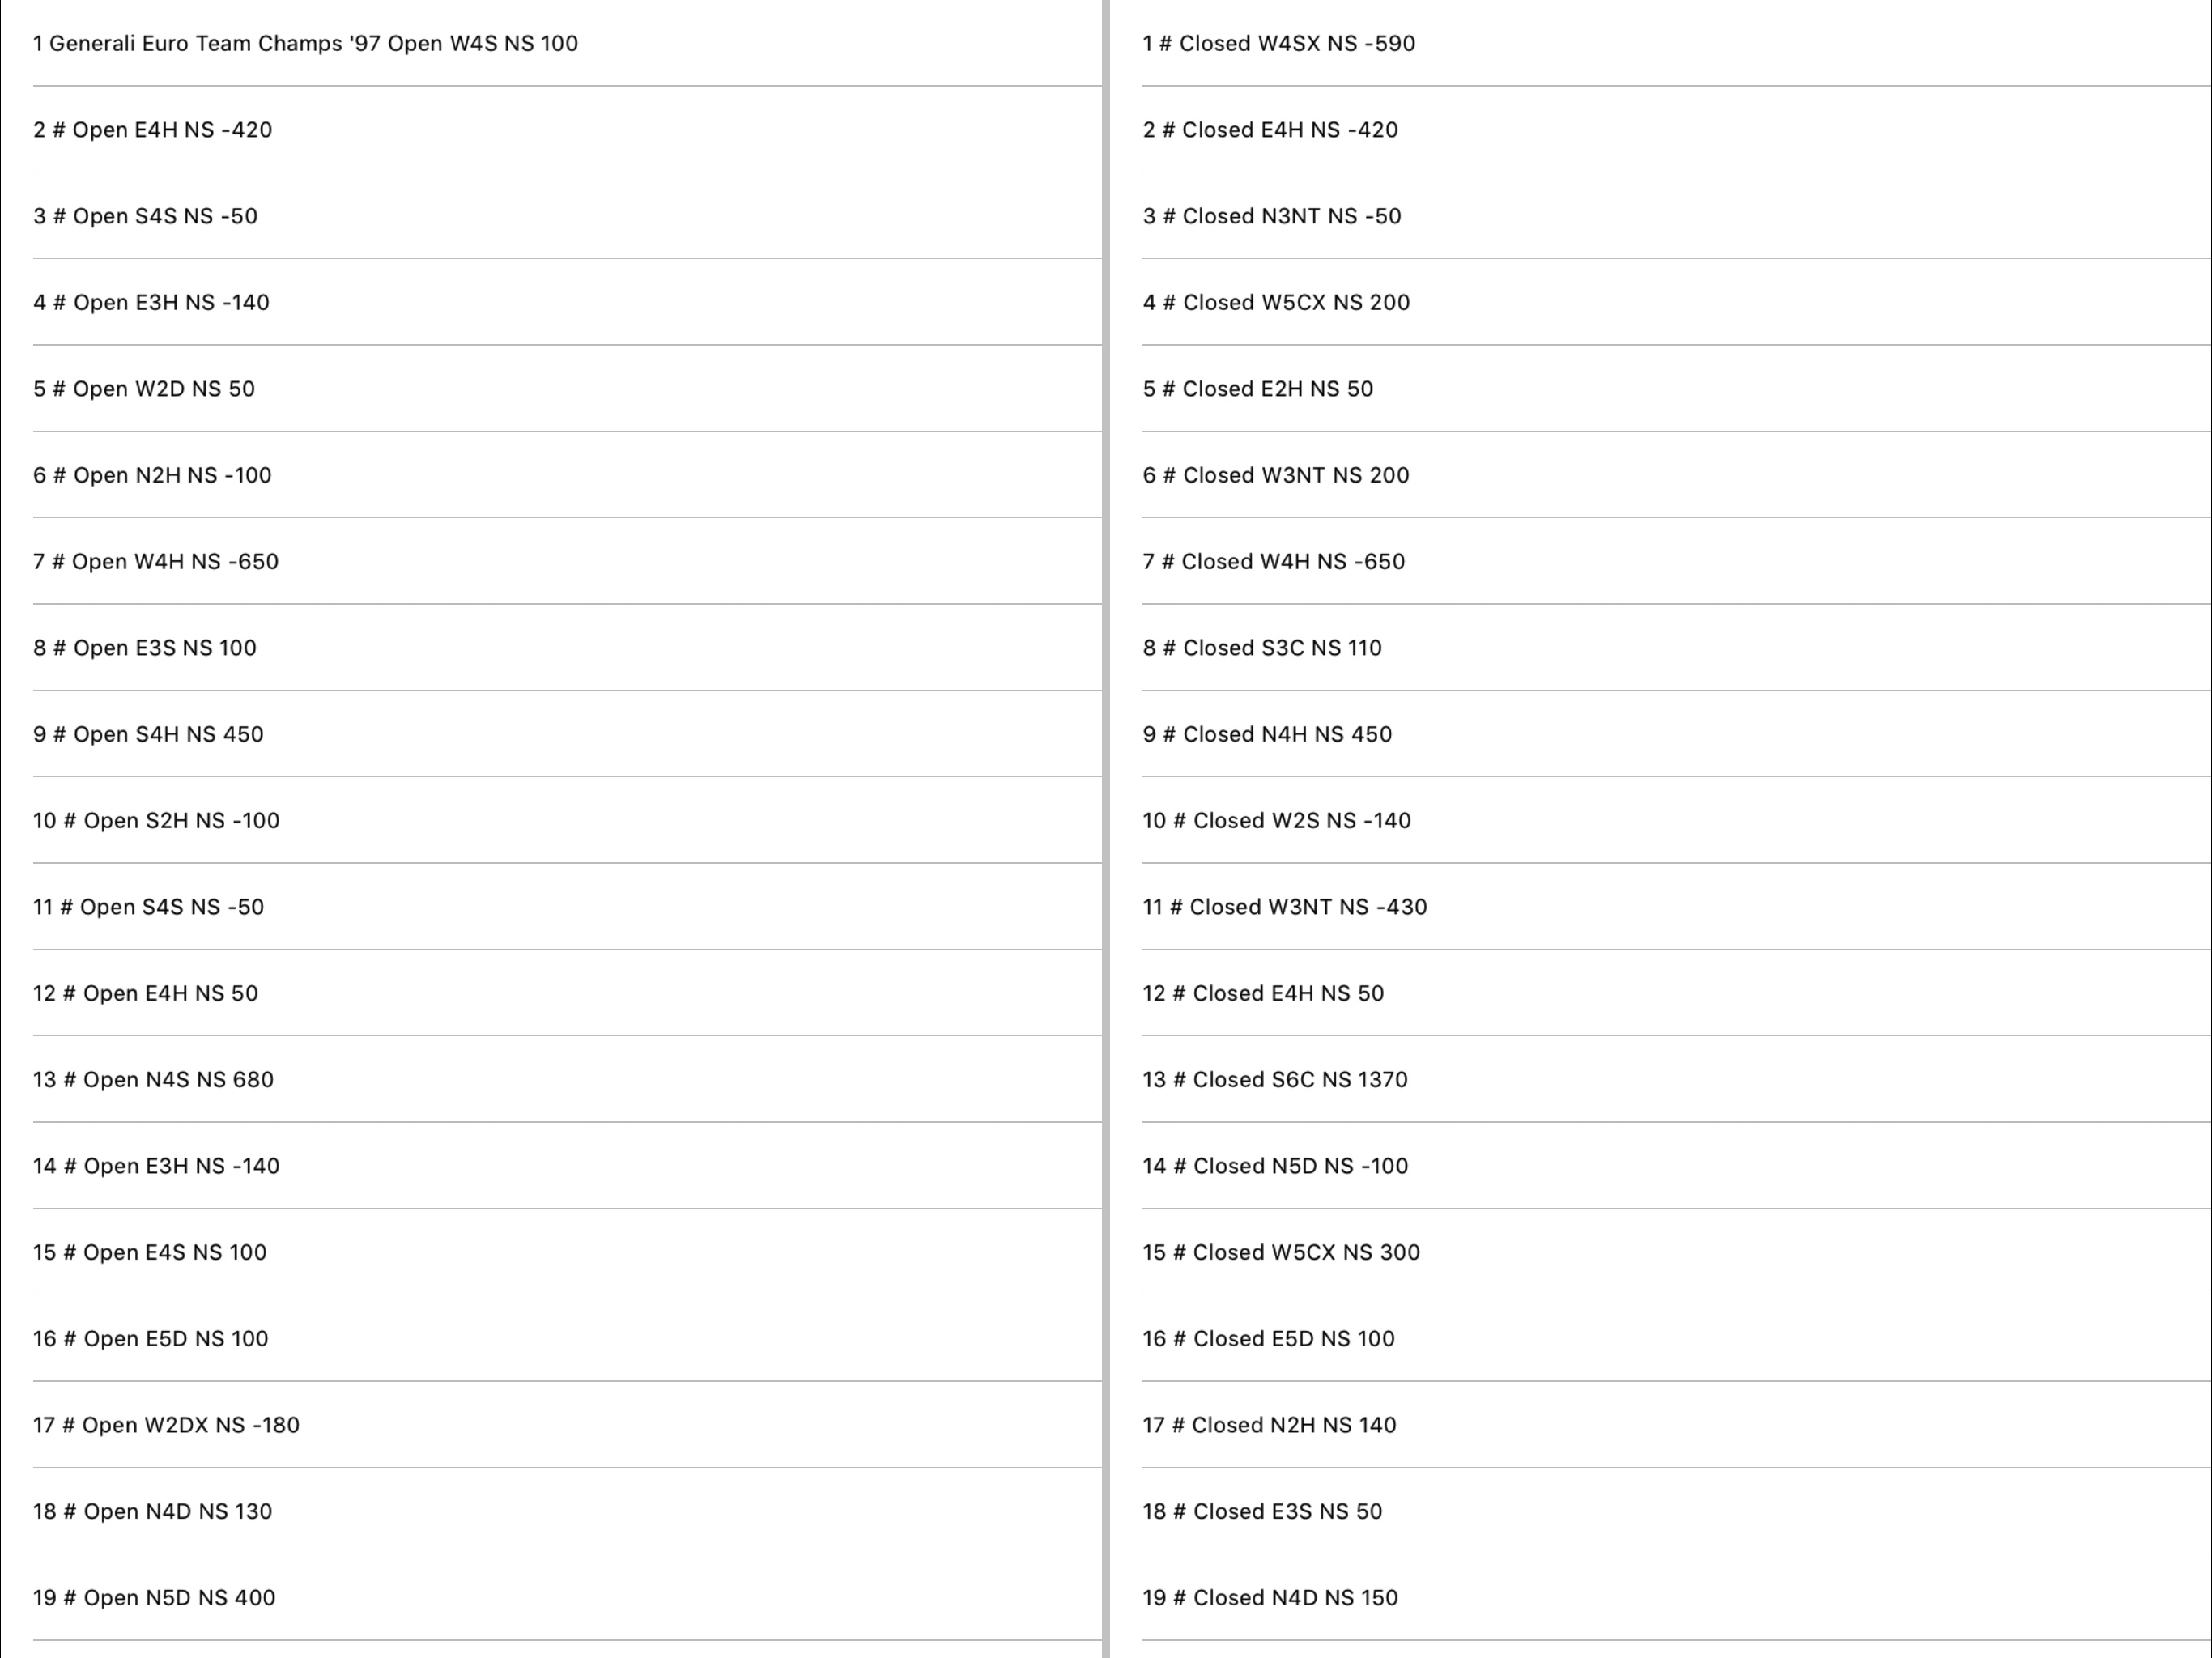 1 Generali Euro Team Champs '97 Open W4S NS 100
2 # Open E4H NS -420
3 # Open S4S NS -50
4 # Open E3H NS -140
5 # Open W2D NS 50
6 # Open N2H NS -100
7 # Open W4H NS -650
8 # Open E3S NS 100
9 # Open S4H NS 450
10 # Open S2H NS -100
11 # Open S4S NS -50
12 # Open E4H NS 50
13 # Open N4S NS 680
14 # Open E3H NS -140
15 # Open E4S NS 100
16 # Open E5D NS 100
17 # Open W2DX NS -180
18 # Open N4D NS 130
19 # Open N5D NS 400
1 # Closed W4SX NS -590
2 # Closed E4H NS -420
3 # Closed N3NT NS -50
4 # Closed W5CX NS 200
5 # Closed E2H NS 50
6 # Closed W3NT NS 200
7 # Closed W4H NS -650
8 # Closed S3C NS 110
9 # Closed N4H NS 450
10 # Closed W2S NS -140
11 # Closed W3NT NS -430
12 # Closed E4H NS 50
13 # Closed S6C NS 1370
14 # Closed N5D NS -100
15 # Closed W5CX NS 300
16 # Closed E5D NS 100
17 # Closed N2H NS 140
18 # Closed E3S NS 50
19 # Closed N4D NS 150